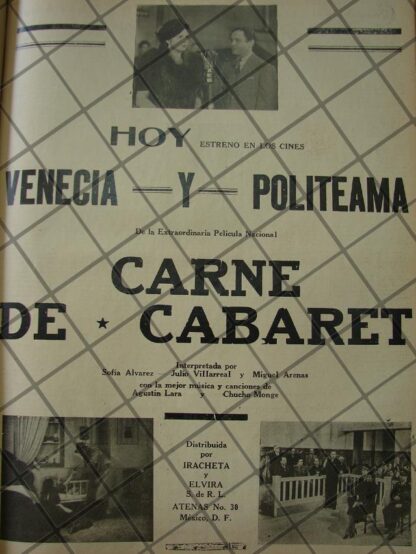 HOY ESTRENO EN LOS CINES
VENECIA — Y — POLITEAMA
De la Extraordinaria Película Nacional
CARNE
DE ★ CABARET
Interpretada por
Sofía Alvarez — Julio Villarreal y Miguel Arenas
con la mejor música y canciones de
Agustín Lara y Chucho Monge
Distribuida
por
IRACHETA
y
ELVIRA
S. de R. L.
ATENAS No. 30
México, D. F.